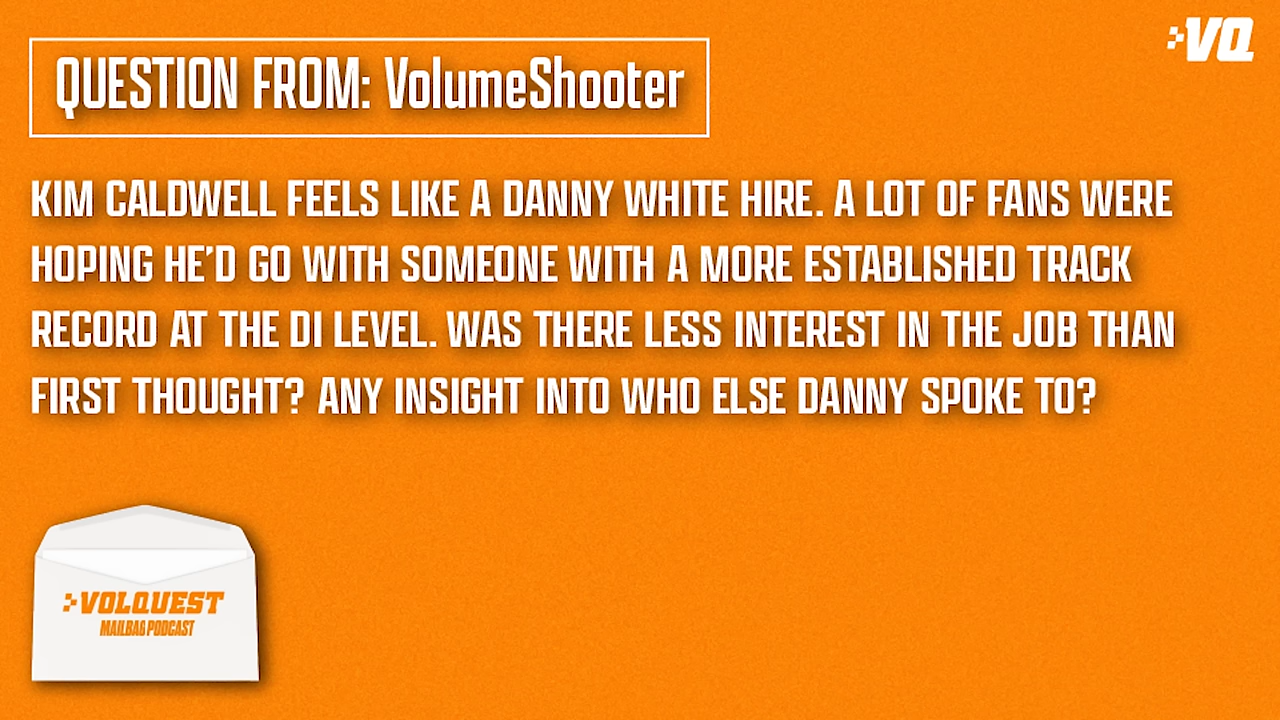 VQ
QUESTION FROM: VolumeShooter
KIM CALDWELL FEELS LIKE A DANNY WHITE HIRE. A LOT OF FANS WERE
HOPING HE'D GO WITH SOMEONE WITH A MORE ESTABLISHED TRACK
RECORD AT THE DI LEVEL. WAS THERE LESS INTEREST IN THE JOB THAN
FIRST THOUGHT? ANY INSIGHT INTO WHO ELSE DANNY SPOKE TO?
VOLQUEST
MAILBAG PODCAST